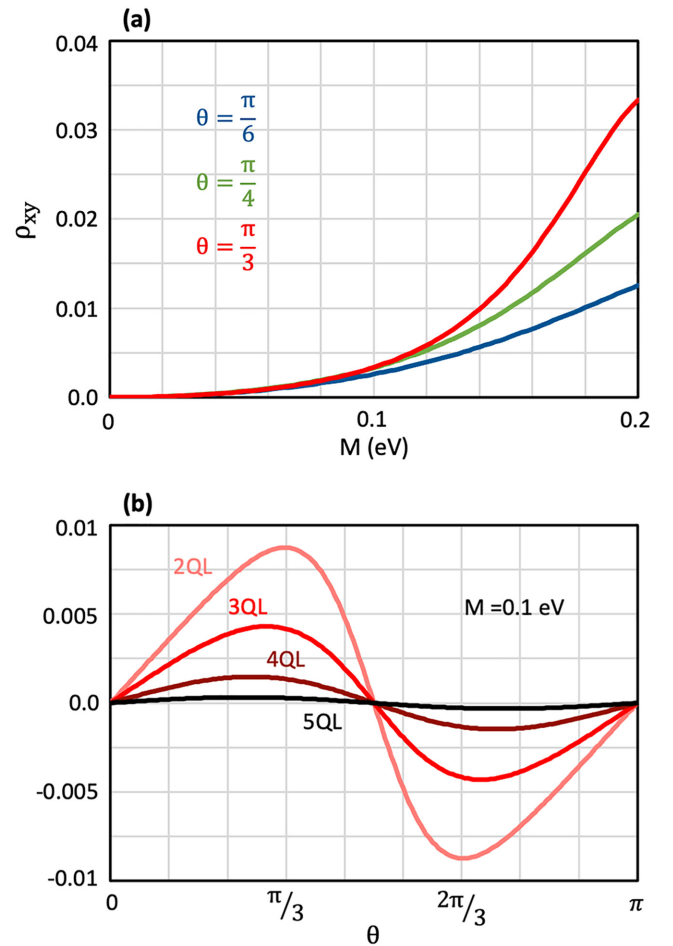 (a)
0.04
0.03
0.02
0.01
0.0
ρxy
θ = π/6
θ = π/4
θ = π/3
0 0.1 0.2
M (eV)
(b)
0.01
0.005
0.0
-0.005
-0.01
2QL
3QL
4QL
5QL
M =0.1 eV
0 π/3 2π/3 π
θ